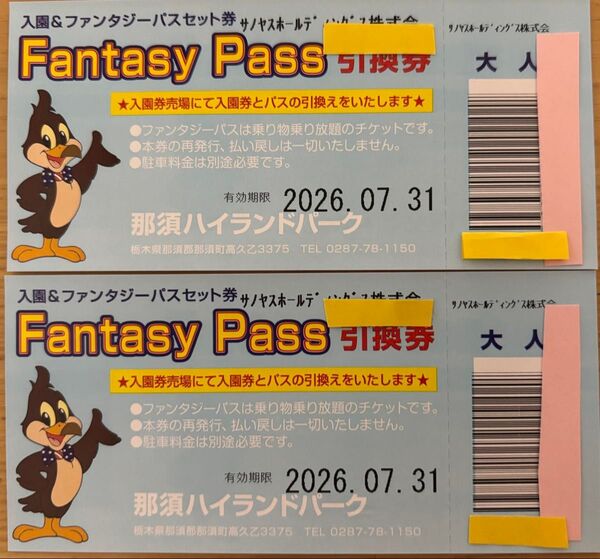 入園&ファンタジーパスセット券 サノヤスホールディングス株式会
サノヤスホールディングス株式会
Fantasy Pass 引換券
大人
★入園券売場にて入園券とパスの引換えをいたします★
●ファンタジーパスは乗り物乗り放題のチケットです。
●本券の再発行、払い戻しは一切いたしません。
●駐車料金は別途必要です。
有効期限 2026.07.31
那須ハイランドパーク
栃木県那須郡那須町高久乙3375 TEL 0287-78-1150
入園&ファンタジーパスセット券 サノヤスホールディングス株式会
サノヤスホールディングス株式会
Fantasy Pass 引換券
大人
★入園券売場にて入園券とパスの引換えをいたします★
●ファンタジーパスは乗り物乗り放題のチケットです。
●本券の再発行、払い戻しは一切いたしません。
●駐車料金は別途必要です。
有効期限 2026.07.31
那須ハイランドパーク
栃木県那須郡那須町高久乙3375 TEL 0287-78-1150